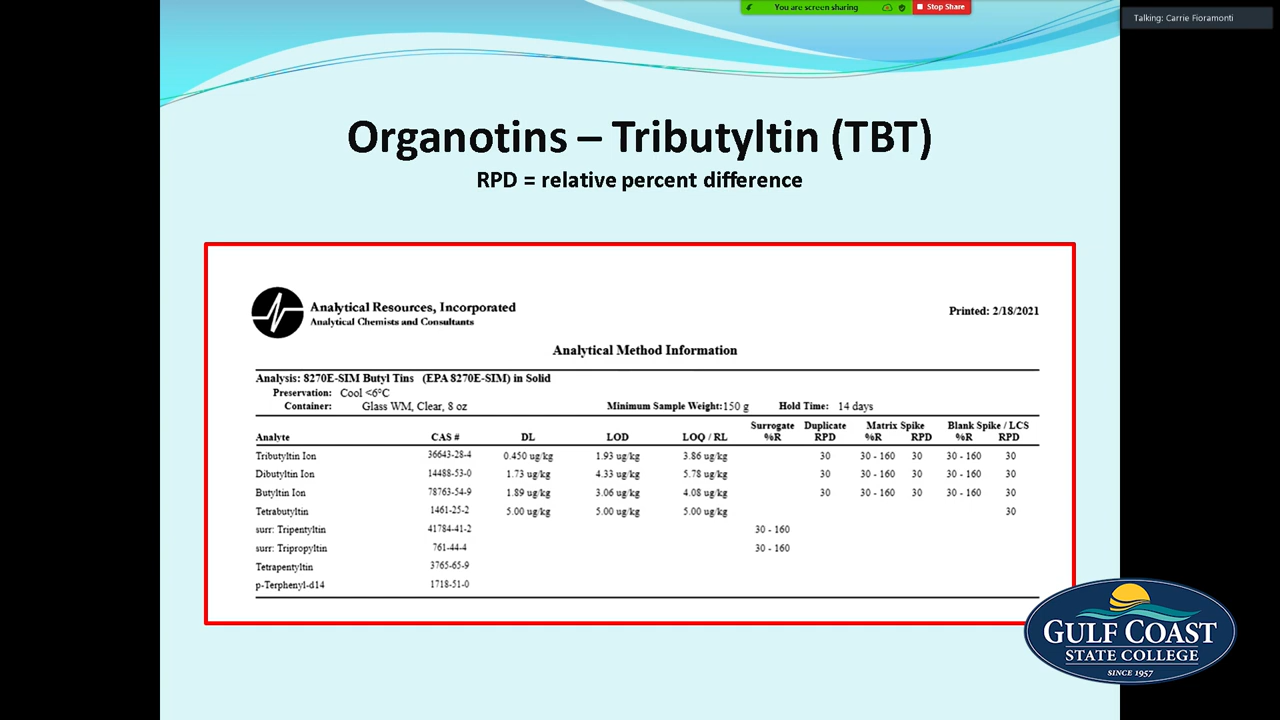 You are screen sharing
Stop Share
Talking: Carrie Fioramonti
Organotins – Tributyltin (TBT)
RPD = relative percent difference
Analytical Resources, Incorporated
Analytical Chemists and Consultants
Printed: 2/18/2021
Analytical Method Information
Analysis: 8270E-SIM Butyl Tins (EPA 8270E-SIM) in Solid
Preservation: Cool <6°C
Container: Glass WM, Clear, 8 oz Minimum Sample Weight: 150 g Hold Time: 14 days
Surrogate Duplicate Matrix Spike Blank Spike / LCS
Analyte CAS # DL LOD LOQ / RL %R RPD %R RPD %R RPD
Tributyltin Ion 36643-28-4 0.450 ug/kg 1.93 ug/kg 3.86 ug/kg 30 30 - 160 30 30 - 160 30
Dibutyltin Ion 14488-53-0 1.73 ug/kg 4.33 ug/kg 5.78 ug/kg 30 30 - 160 30 30 - 160 30
Butyltin Ion 78763-54-9 1.89 ug/kg 3.06 ug/kg 4.08 ug/kg 30 30 - 160 30 30 - 160 30
Tetrabutyltin 1461-25-2 5.00 ug/kg 5.00 ug/kg 5.00 ug/kg 30
surr: Tripentyltin 41784-41-2 30 - 160
surr: Tripropyltin 761-44-4 30 - 160
Tetrapentyltin 3765-65-9
p-Terphenyl-d14 1718-51-0
GULF COAST
STATE COLLEGE
SINCE 1957